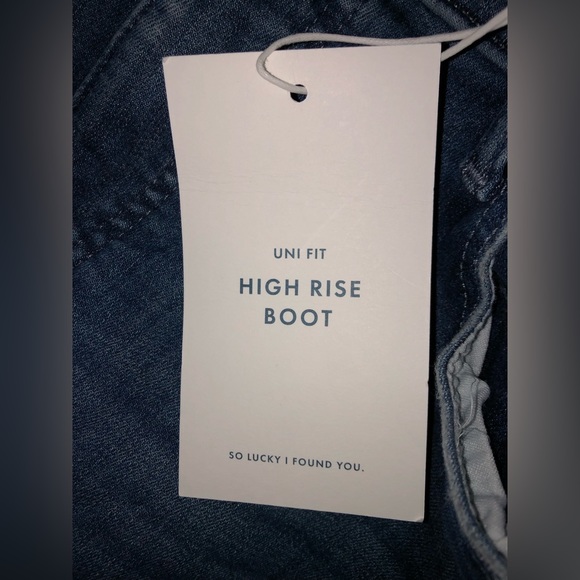 UNI FIT
HIGH RISE
BOOT
SO LUCKY I FOUND YOU.